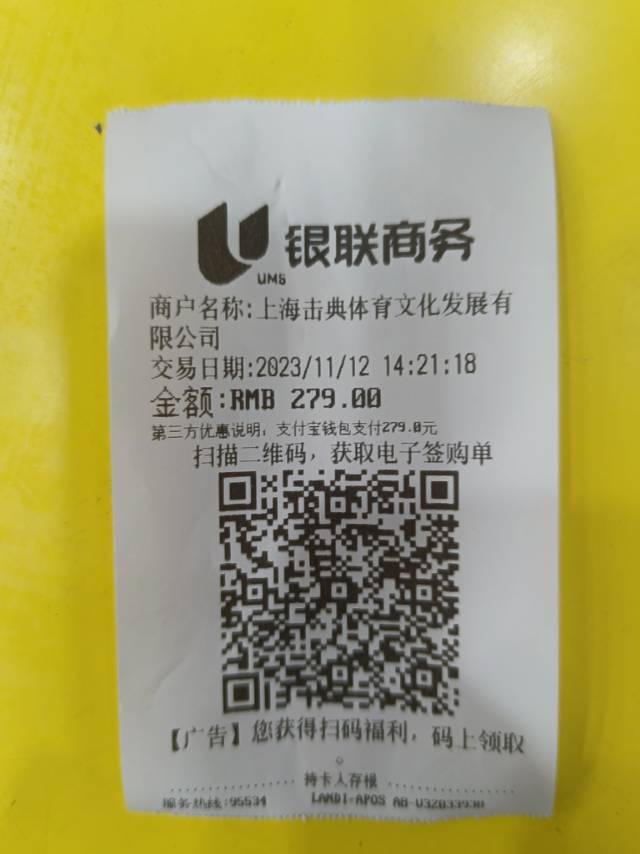 银联商务
UMS
商户名称:上海击典体育文化发展有
限公司
交易日期:2023/11/12 14:21:18
金额:RMB 279.00
第三方优惠说明，支付宝钱包支付279.0元
扫描二维码，获取电子签购单
【广告】您获得扫码福利，码上领取
。
持卡人存根
服务热线:95534 LANDI-APOS AB-V32B33930